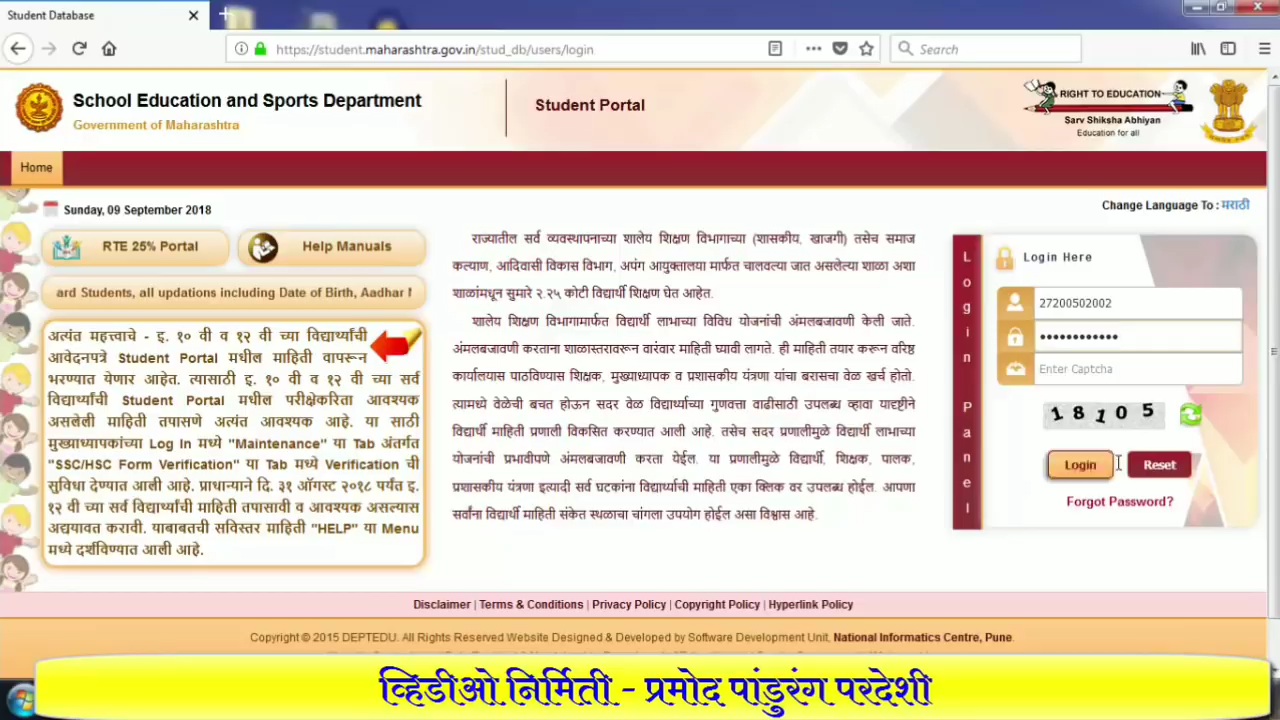 Student Database
https://student.maharashtra.gov.in/stud_db/users/login
Search
School Education and Sports Department
Government of Maharashtra
Student Portal
RIGHT TO EDUCATION
Sarv Shiksha Abhiyan
Education for all
Home
Sunday, 09 September 2018
Change Language To : मराठी
RTE 25% Portal
Help Manuals
ard Students, all updations including Date of Birth, Aadhar
अत्यंत महत्त्वाचे - इ. १० वी व १२ वी च्या विद्यार्थ्यांची
आवेदनपत्रे Student Portal मधील माहिती वापरून
भरण्यात येणार आहेत. त्यासाठी इ. १० वी व १२ वी च्या सर्व
विद्यार्थ्यांची Student Portal मधील परीक्षेकरिता आवश्यक
असलेली माहिती तपासणे अत्यंत आवश्यक आहे. या साठी
मुख्याध्यापकांच्या Log In मध्ये "Maintenance" या Tab अंतर्गत
"SSC/HSC Form Verification" या Tab मध्ये Verification ची
सुविधा देण्यात आली आहे. प्राधान्याने दि. ३१ ऑगस्ट २०१८ पर्यंत इ.
१२ वी च्या सर्व विद्यार्थ्यांची माहिती तपासावी व आवश्यक असल्यास
अद्ययावत करावी. याबाबतची सविस्तर माहिती "HELP" या Menu
मध्ये दर्शविण्यात आली आहे.
राज्यातील सर्व व्यवस्थापनाच्या शालेय शिक्षण विभागाच्या (शासकीय, खाजगी) तसेच समाज
कल्याण, आदिवासी विकास विभाग, अपंग आयुक्तालया मार्फत चालवल्या जात असलेल्या शाळा अशा
शाळांमधून सुमारे २.२५ कोटी विद्यार्थी शिक्षण घेत आहेत.
शालेय शिक्षण विभागामार्फत विद्यार्थी लाभाच्या विविध योजनांची अंमलबजावणी केली जाते.
अंमलबजावणी करताना शाळास्तरावरून वारंवार माहिती घ्यावी लागते. ही माहिती तयार करून वरिष्ठ
कार्यालयास पाठविण्यास शिक्षक, मुख्याध्यापक व प्रशासकीय यंत्रणा यांचा बरासचा वेळ खर्च होतो.
त्यामध्ये वेळेची बचत होऊन सदर वेळ विद्यार्थ्याच्या गुणवत्ता वाढीसाठी उपलब्ध व्हावा यादृष्टीने
विद्यार्थी माहिती प्रणाली विकसित करण्यात आली आहे. तसेच सदर प्रणालीमुळे विद्यार्थी लाभाच्या
योजनांची प्रभावीपणे अंमलबजावणी करता येईल. या प्रणालीमुळे विद्यार्थी, शिक्षक, पालक,
प्रशासकीय यंत्रणा इत्यादी सर्व घटकांना विद्यार्थ्याची माहिती एका क्लिक वर उपलब्ध होईल. आपणा
सर्वांना विद्यार्थी माहिती संकेत स्थळाचा चांगला उपयोग होईल असा विश्वास आहे.
Login Panel
Login Here
27200502002
••••••••••••
Enter Captcha
18105
Login
Reset
Forgot Password?
Disclaimer | Terms & Conditions | Privacy Policy | Copyright Policy | Hyperlink Policy
Copyright © 2015 DEPTEDU. All Rights Reserved Website Designed & Developed by Software Development Unit, National Informatics Centre, Pune.
व्हिडीओ निर्मिती - प्रमोद पांडुरंग परदेशी